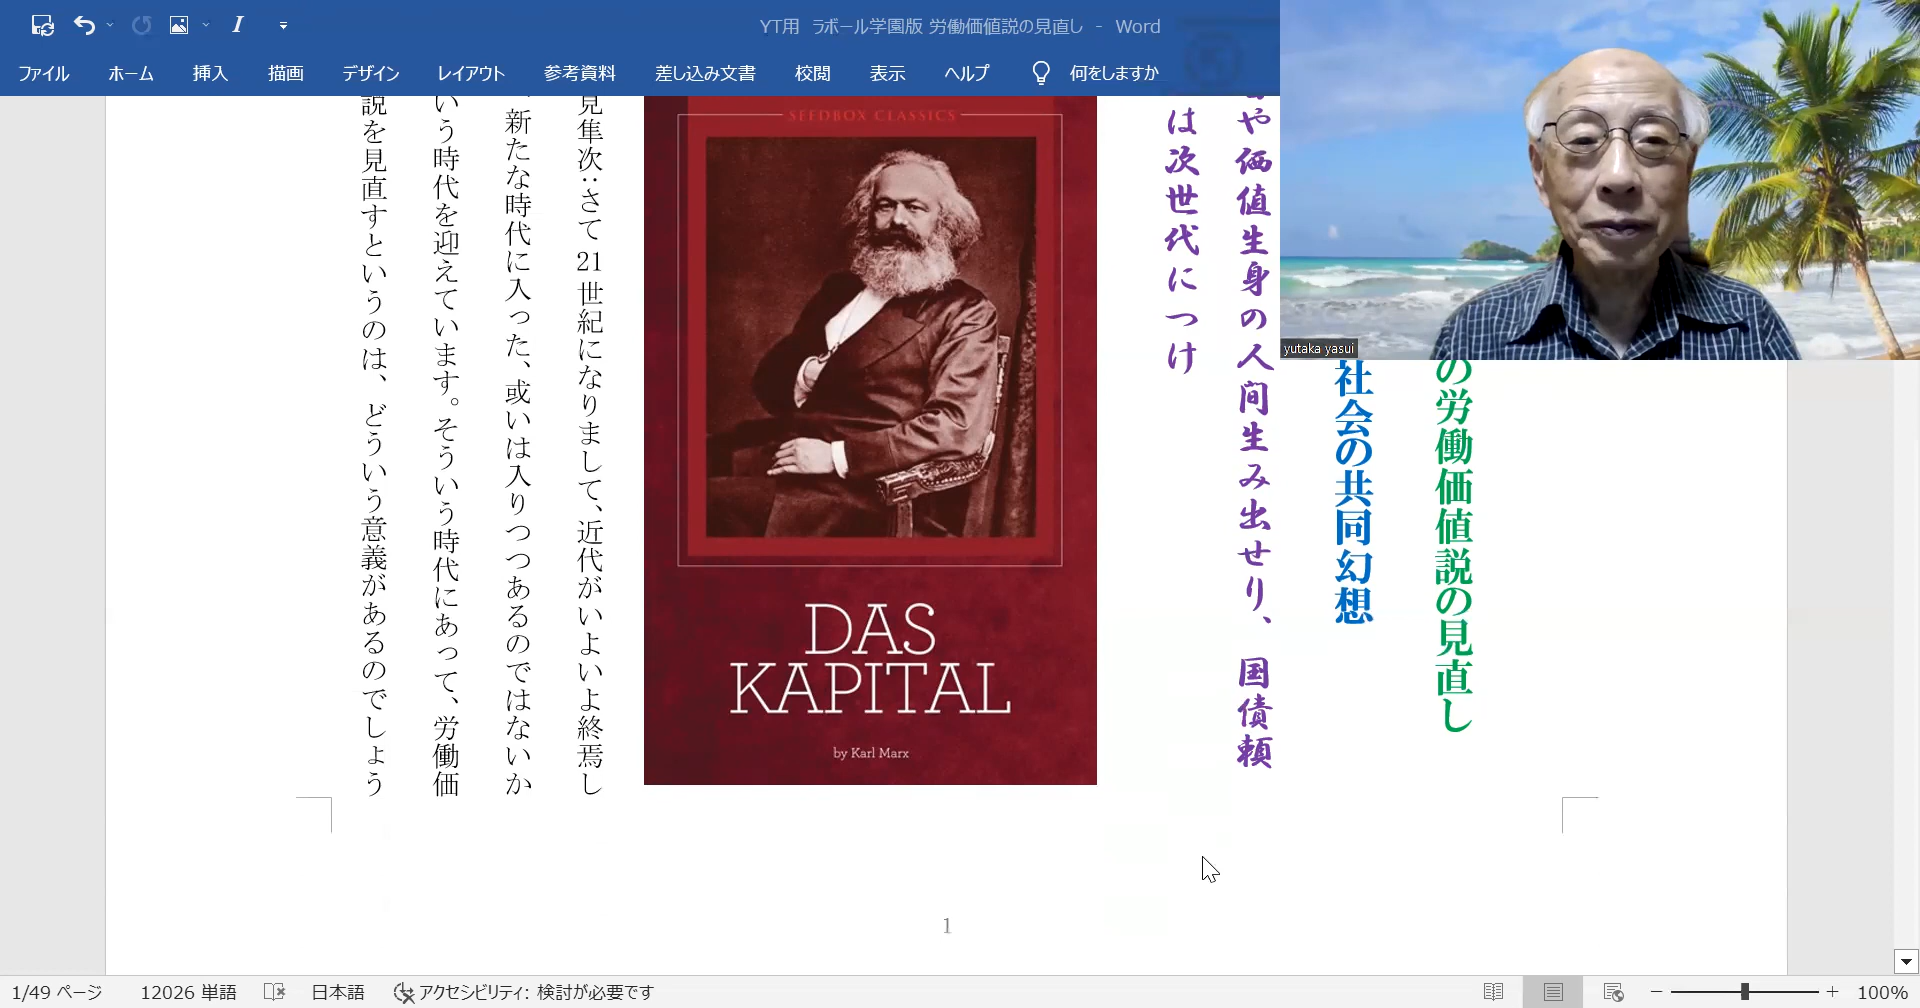 YT用 ラボール学園版 労働価値説の見直し - Word
ファイル ホーム 挿入 描画 デザイン レイアウト 参考資料 差し込み文書 校閲 表示 ヘルプ 何をしますか
yutaka yasui
の労働価値説の見直し
社会の共同幻想
や価値生身の人間生み出せり、国債頼
は次世代につけ
SEEDBOX CLASSICS
DAS
KAPITAL
by Karl Marx
見隼次:さて21世紀になりまして、近代がいよいよ終焉し
、新たな時代に入った、或いは入りつつあるのではないか
いう時代を迎えています。そういう時代にあって、労働価
説を見直すというのは、どういう意義があるのでしょう
1
1/49 ページ 12026 単語 日本語 アクセシビリティ: 検討が必要です 100%